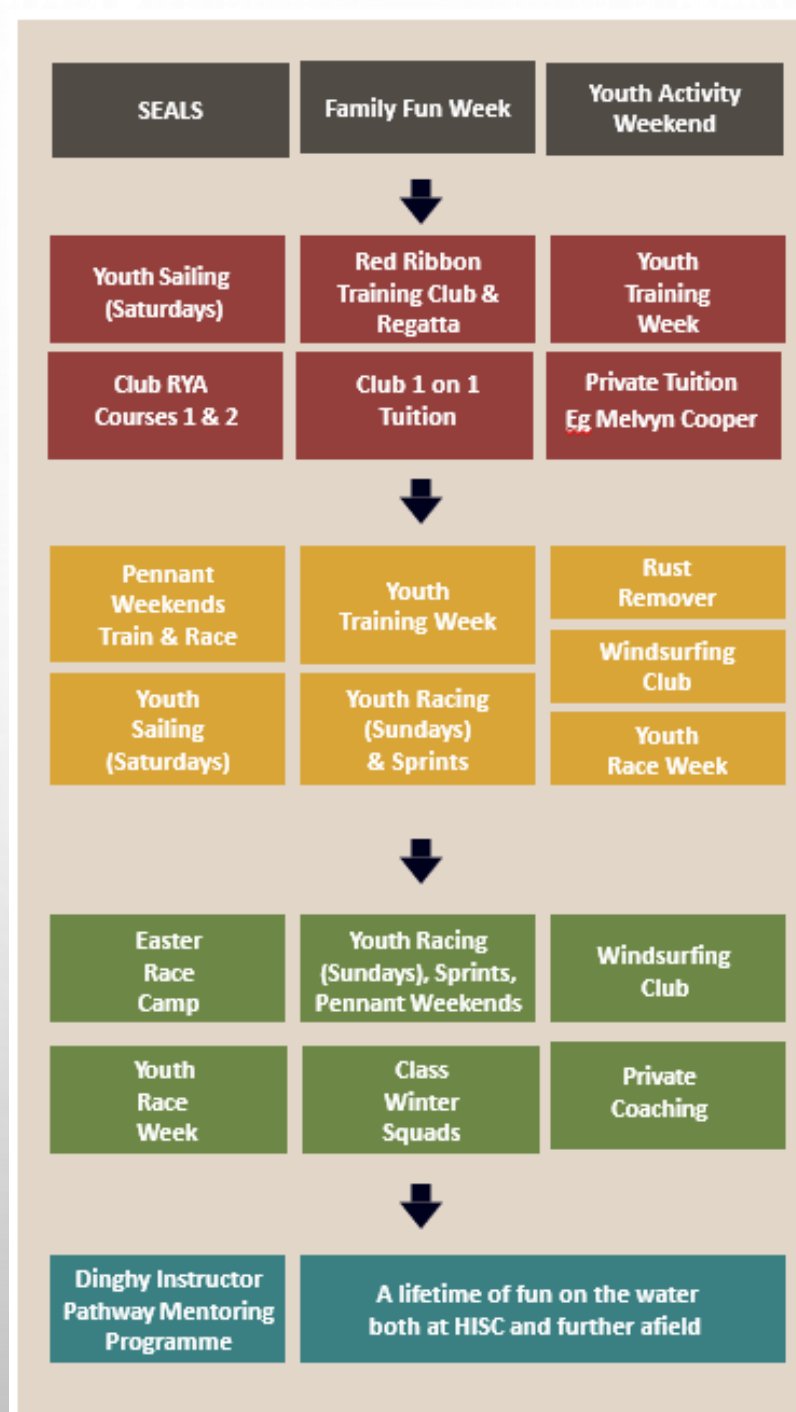 SEALS
Family Fun Week
Youth Activity
Weekend
Youth Sailing
(Saturdays)
Red Ribbon
Training Club &
Regatta
Youth
Training
Week
Club RYA
Courses 1 & 2
Club 1 on 1
Tuition
Private Tuition
Eg Melvyn Cooper
Pennant
Weekends
Train & Race
Youth
Training Week
Rust
Remover
Windsurfing
Club
Youth
Sailing
(Saturdays)
Youth Racing
(Sundays)
& Sprints
Youth
Race Week
Easter
Race
Camp
Youth Racing
(Sundays), Sprints,
Pennant Weekends
Windsurfing
Club
Youth
Race
Week
Class
Winter
Squads
Private
Coaching
Dinghy Instructor
Pathway Mentoring
Programme
A lifetime of fun on the water
both at HISC and further afield